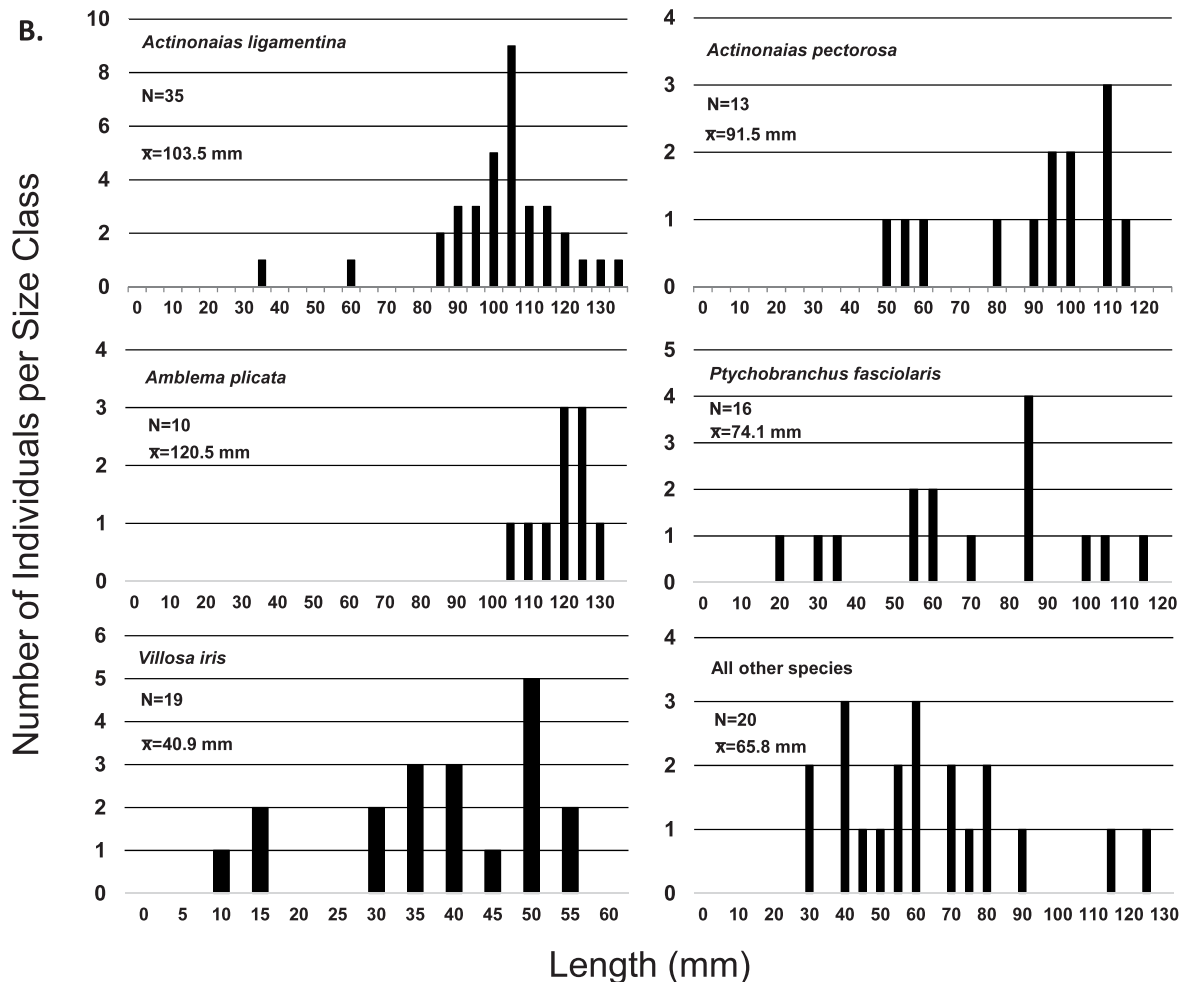 B.
Number of Individuals per Size Class
10
8
6
4
2
0
Actinonaias ligamentina
N=35
x̅=103.5 mm
0 10 20 30 40 50 60 70 80 90 100 110 120 130
4
3
2
1
0
Actinonaias pectorosa
N=13
x̅=91.5 mm
0 10 20 30 40 50 60 70 80 90 100 110 120
4
3
2
1
0
Amblema plicata
N=10
x̅=120.5 mm
0 10 20 30 40 50 60 70 80 90 100 110 120 130
5
4
3
2
1
0
Ptychobranchus fasciolaris
N=16
x̅=74.1 mm
0 10 20 30 40 50 60 70 80 90 100 110 120
6
5
4
3
2
1
0
Villosa iris
N=19
x̅=40.9 mm
0 5 10 15 20 25 30 35 40 45 50 55 60
4
3
2
1
0
All other species
N=20
x̅=65.8 mm
0 10 20 30 40 50 60 70 80 90 100 110 120 130
Length (mm)